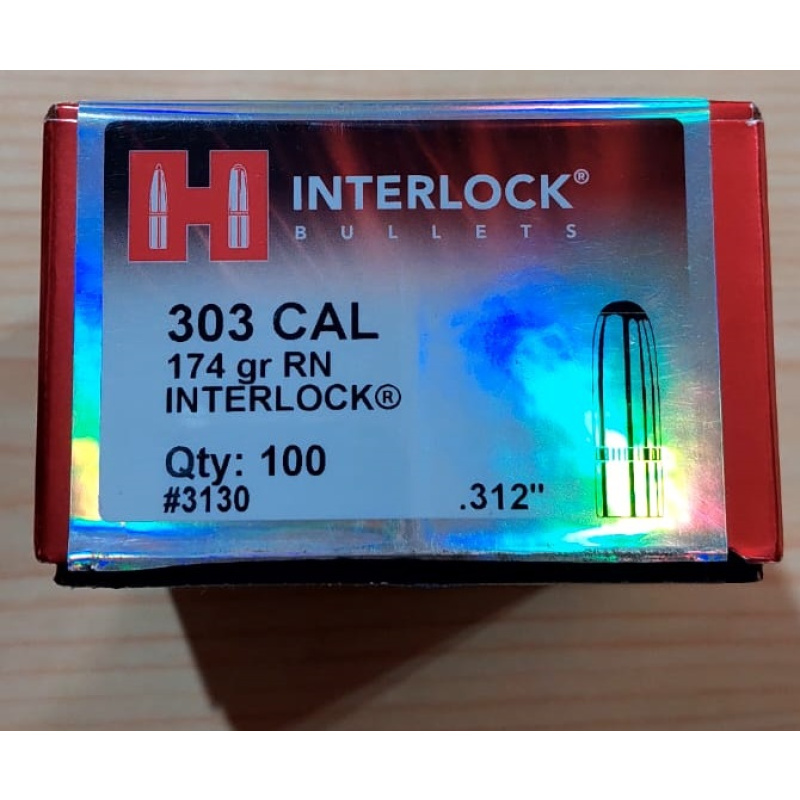 H INTERLOCK®
BULLETS
303 CAL
174 gr RN
INTERLOCK®
Qty: 100
#3130 .312"